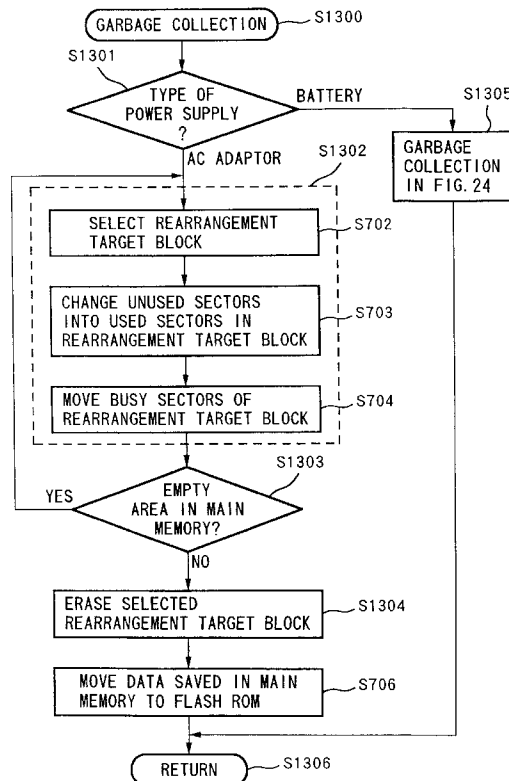 GARBAGE COLLECTION
S1300
S1301
TYPE OF
POWER SUPPLY
?
BATTERY
S1305
AC ADAPTOR
GARBAGE
COLLECTION
IN FIG. 24
S1302
SELECT REARRANGEMENT
TARGET BLOCK
S702
CHANGE UNUSED SECTORS
INTO USED SECTORS IN
REARRANGEMENT TARGET BLOCK
S703
MOVE BUSY SECTORS OF
REARRANGEMENT TARGET BLOCK
S704
S1303
YES
EMPTY
AREA IN MAIN
MEMORY?
NO
ERASE SELECTED
REARRANGEMENT TARGET BLOCK
S1304
MOVE DATA SAVED IN MAIN
MEMORY TO FLASH ROM
S706
RETURN
S1306